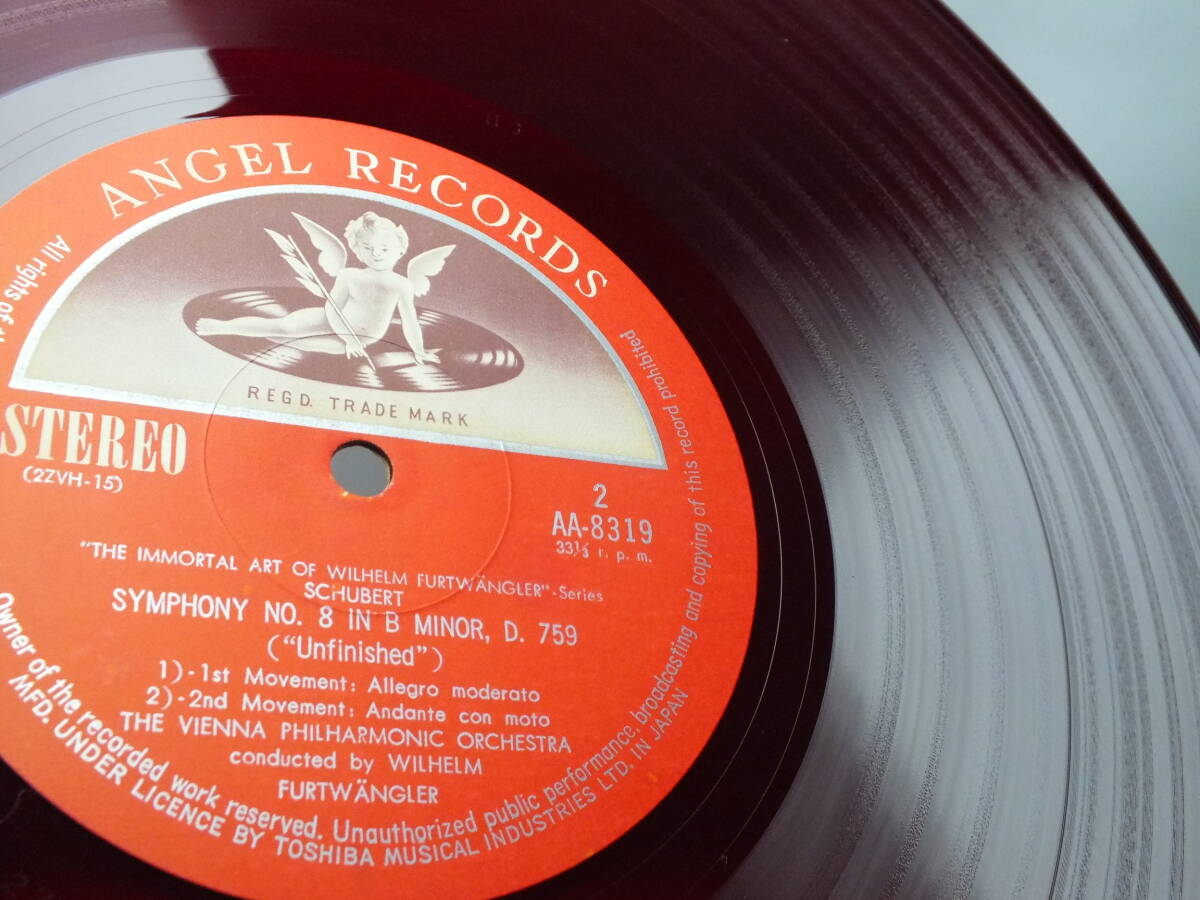 ANGEL RECORDS
REGD. TRADE MARK
STEREO
(2ZVH-15)
2
AA-8319
33⅓ r. p. m.
"THE IMMORTAL ART OF WILHELM FURTWÄNGLER"-Series
SCHUBERT
SYMPHONY NO. 8 IN B MINOR, D. 759
("Unfinished")
1)-1st Movement: Allegro moderato
2)-2nd Movement: Andante con moto
THE VIENNA PHILHARMONIC ORCHESTRA
conducted by WILHELM
FURTWÄNGLER
All rights of
Owner of the recorded work reserved. Unauthorized public performance, broadcasting and copying of this record prohibited
MFD. UNDER LICENCE BY TOSHIBA MUSICAL INDUSTRIES LTD. IN JAPAN